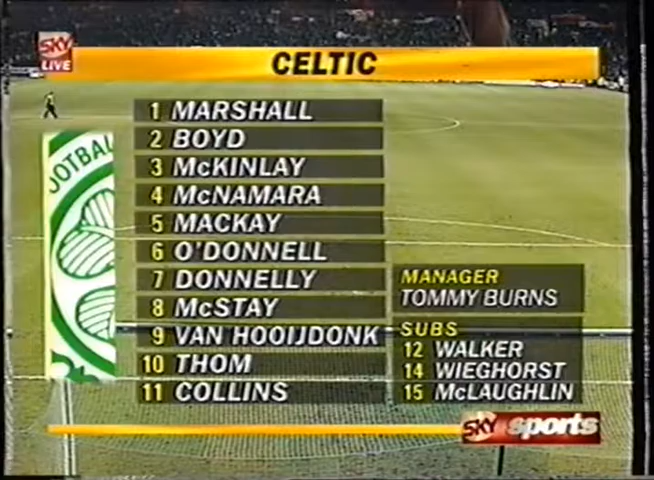 SKY
LIVE
CELTIC
1 MARSHALL
2 BOYD
3 McKINLAY
4 McNAMARA
5 MACKAY
6 O'DONNELL
7 DONNELLY
8 McSTAY
9 VAN HOOIJDONK
10 THOM
11 COLLINS
OOTBAL
MANAGER
TOMMY BURNS
SUBS
12 WALKER
14 WIEGHORST
15 McLAUGHLIN
SKY sports